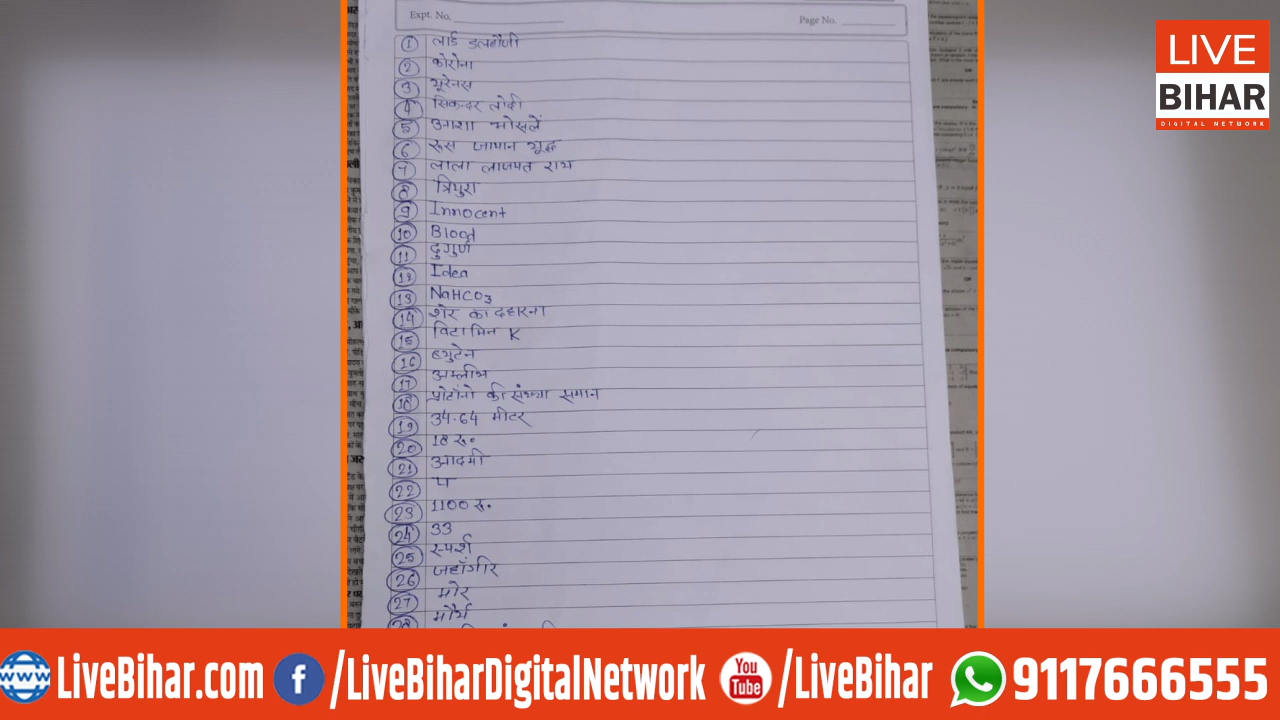 Expt. No.
Page No.
LIVE
BIHAR
DIGITAL NETWORK
1 लार्ड डलहौजी
2 कोरोना
3 यूरेनस
4 सिकन्दर लोदी
5 आशा भोसलें
6 रूस जापान युद्ध
7 लाला लाजपत राय
8 त्रिपुरा
9 Innocent
10 Blood
11 दुर्गुण
12 Idea
13 NaHCO3
14 शेर का दहारना
15 विटामिन K
16 ब्युटेन
17 अम्लीय
18 प्रोटॉनो की संख्या समान
19 34.64 मीटर
20 18 रू.
21 आदमी
22 प
23 1100 रू.
24 33
25 स्पर्श
26 जहाँगीर
27 मोर
28 मौर्य
LiveBihar.com f /LiveBiharDigitalNetwork You Tube /LiveBihar 9117666555